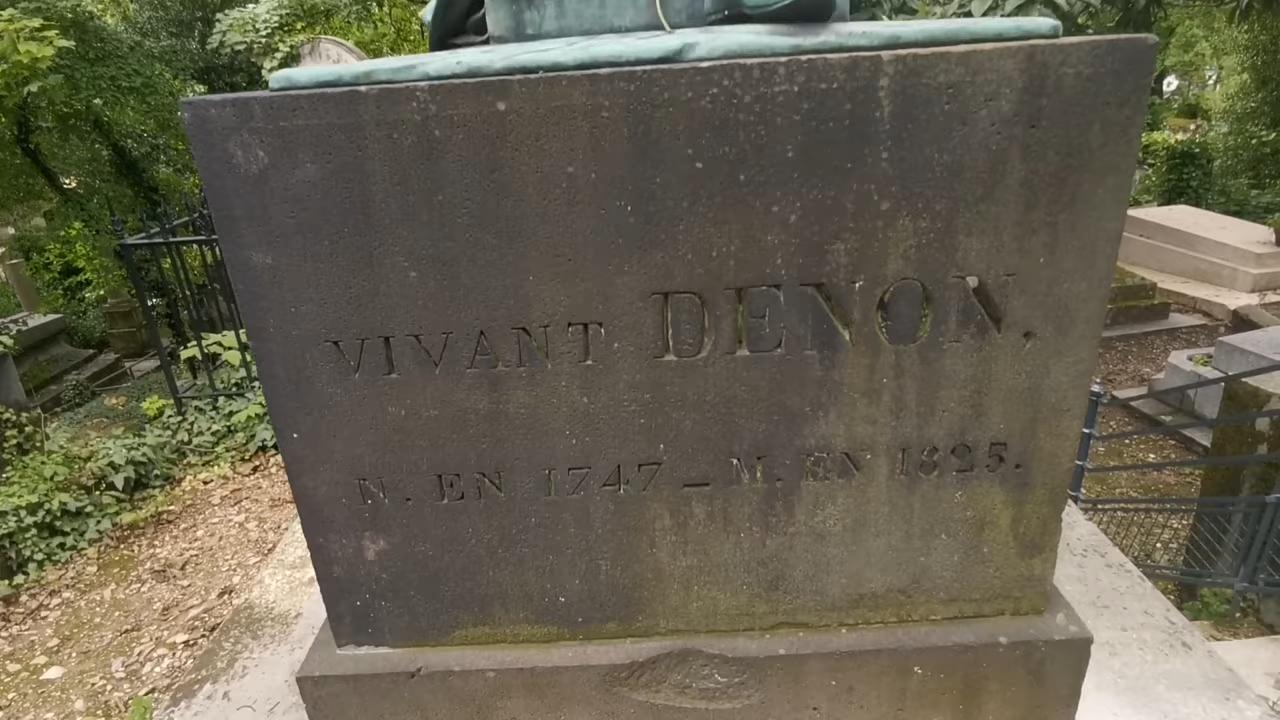 VIVANT DENON,
N. EN 1747 – M. EN 1825.